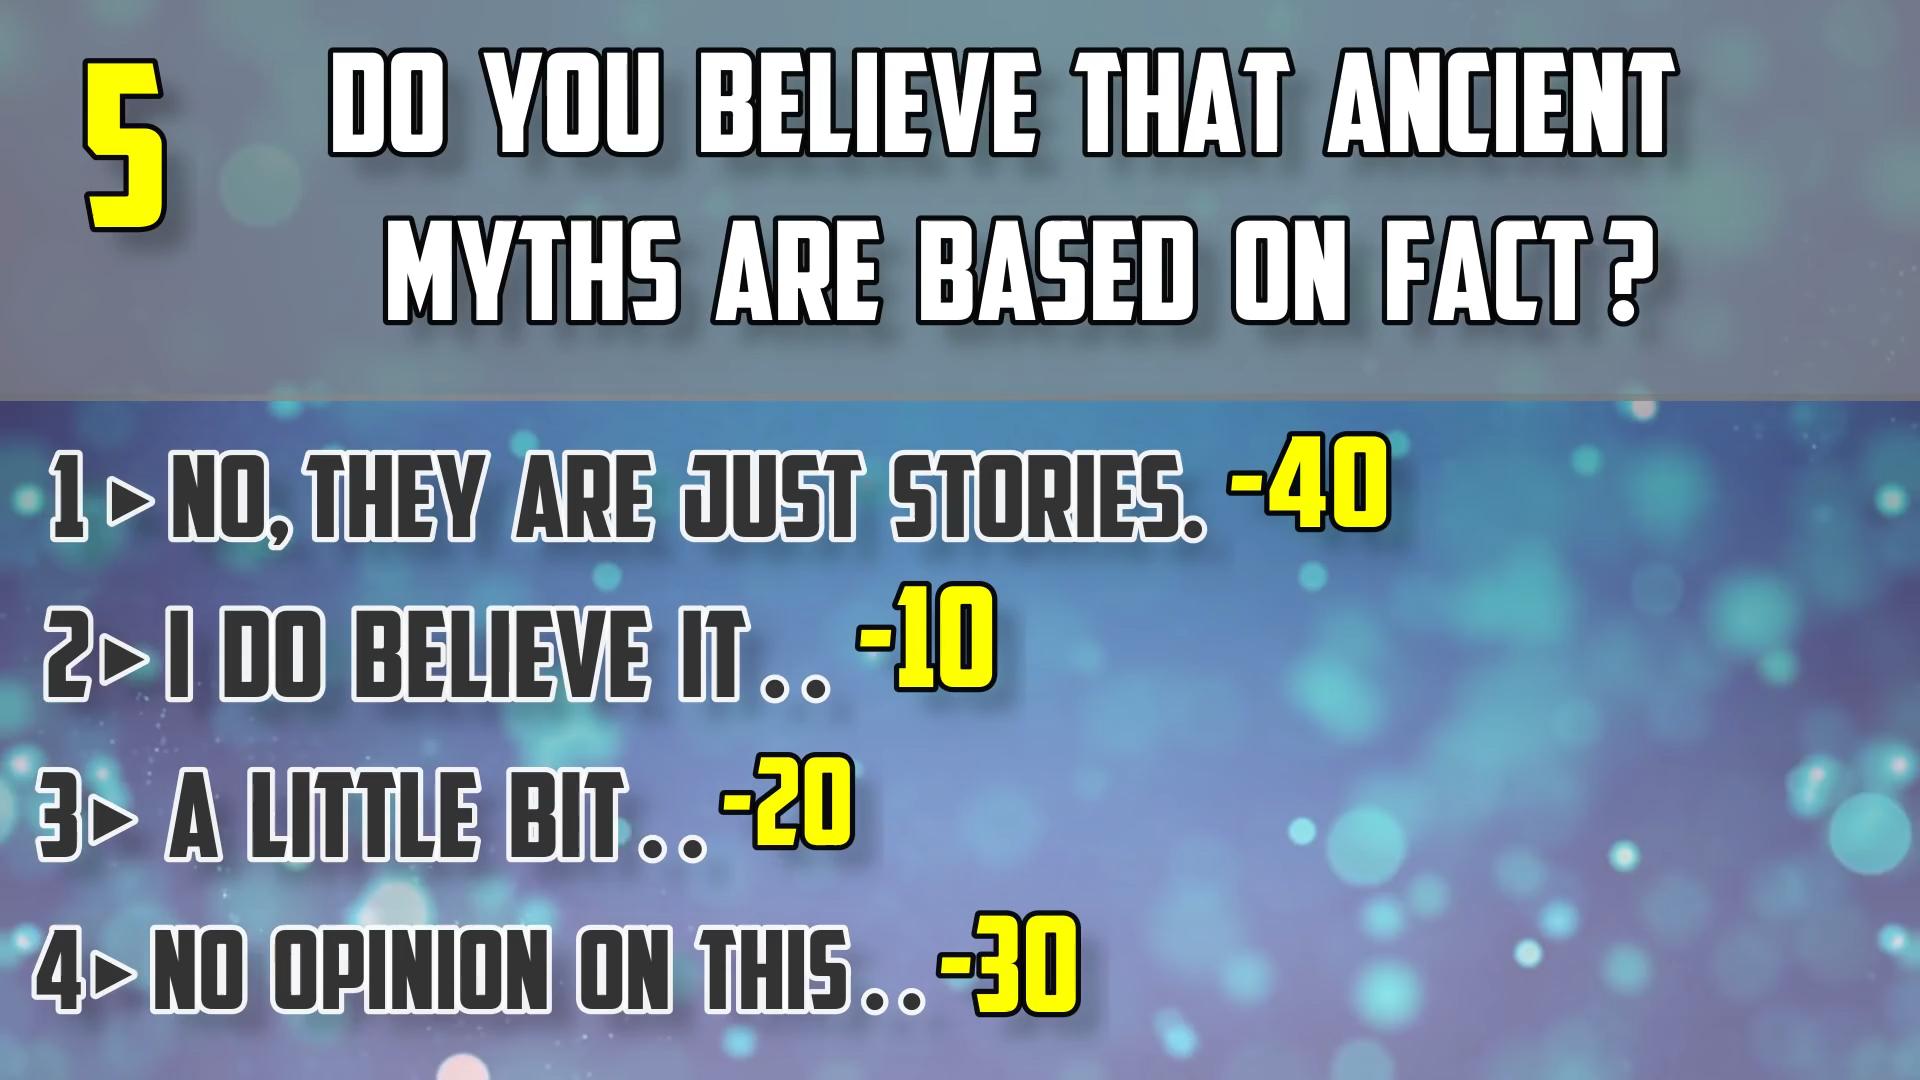 5
DO YOU BELIEVE THAT ANCIENT
MYTHS ARE BASED ON FACT?
1▸ NO, THEY ARE JUST STORIES. -40
2▸ I DO BELIEVE IT.. -10
3▸ A LITTLE BIT.. -20
4▸ NO OPINION ON THIS.. -30